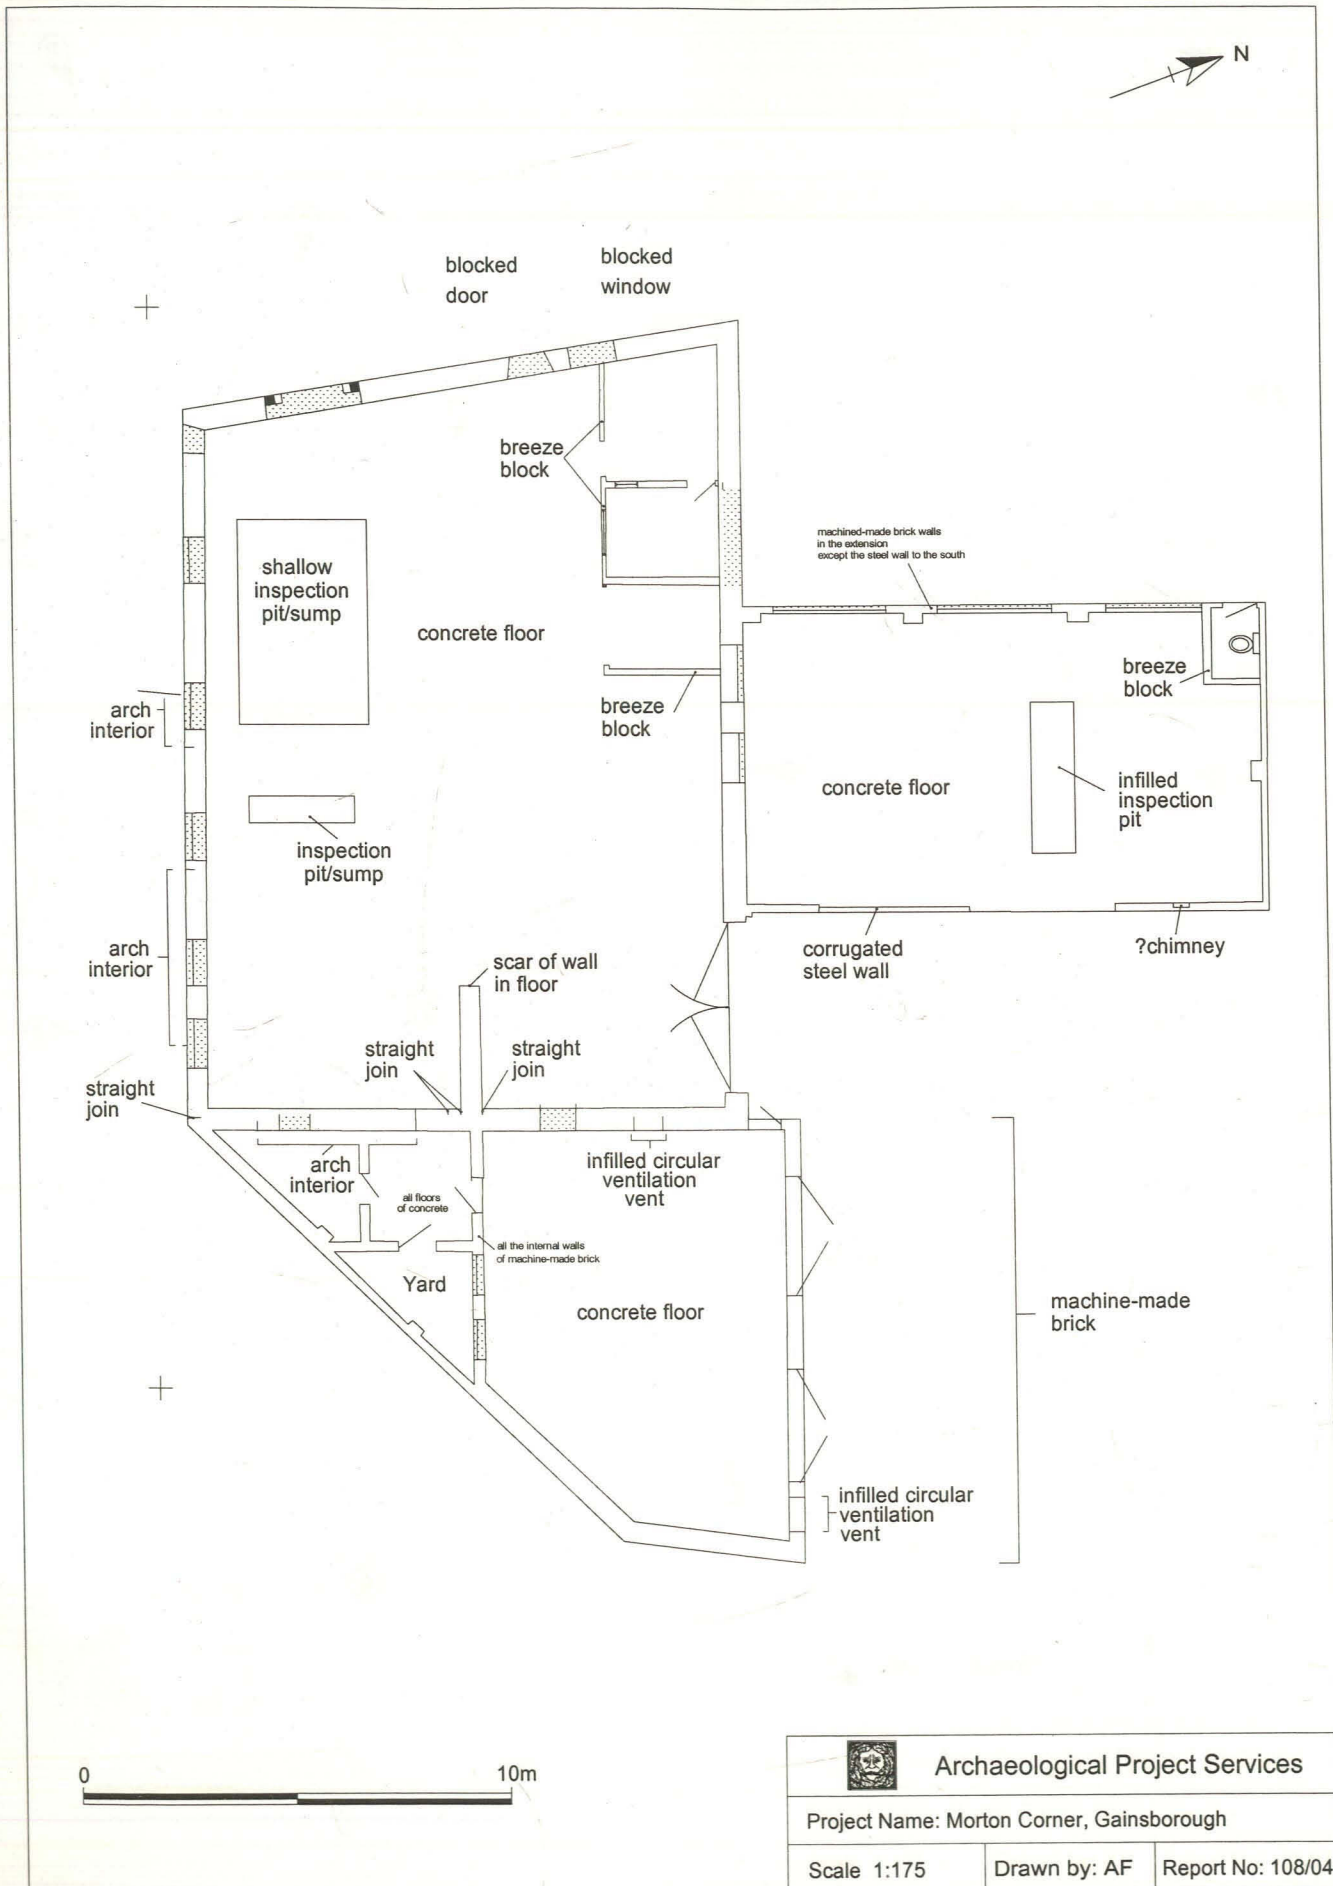 N
blocked
door
blocked
window
breeze
block
shallow
inspection
pit/sump
concrete floor
machined-made brick walls
in the extension
except the steel wall to the south
breeze
block
breeze
block
arch
interior
concrete floor
infilled
inspection
pit
inspection
pit/sump
arch
interior
corrugated
steel wall
?chimney
scar of wall
in floor
straight
join
straight
join
straight
join
arch
interior
infilled circular
ventilation
vent
all floors
of concrete
all the internal walls
of machine-made brick
Yard
concrete floor
machine-made
brick
infilled circular
ventilation
vent
0
10m
Archaeological Project Services
Project Name: Morton Corner, Gainsborough
Scale 1:175
Drawn by: AF
Report No: 108/04